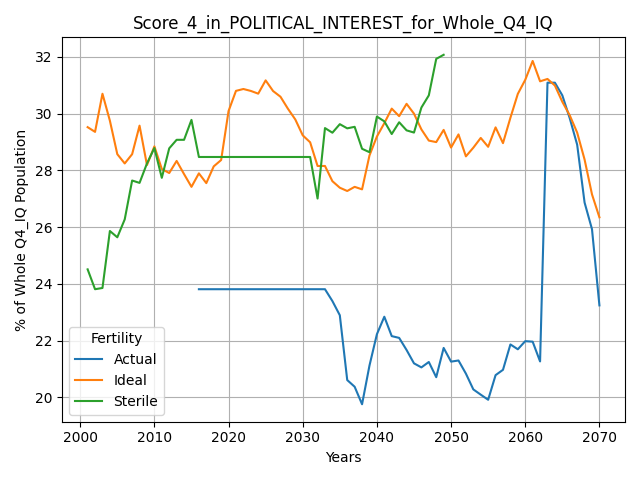 Score_4_in_POLITICAL_INTEREST_for_Whole_Q4_IQ
% of Whole Q4_IQ Population
32
30
28
26
24
22
20
Fertility
Actual
Ideal
Sterile
2000 2010 2020 2030 2040 2050 2060 2070
Years